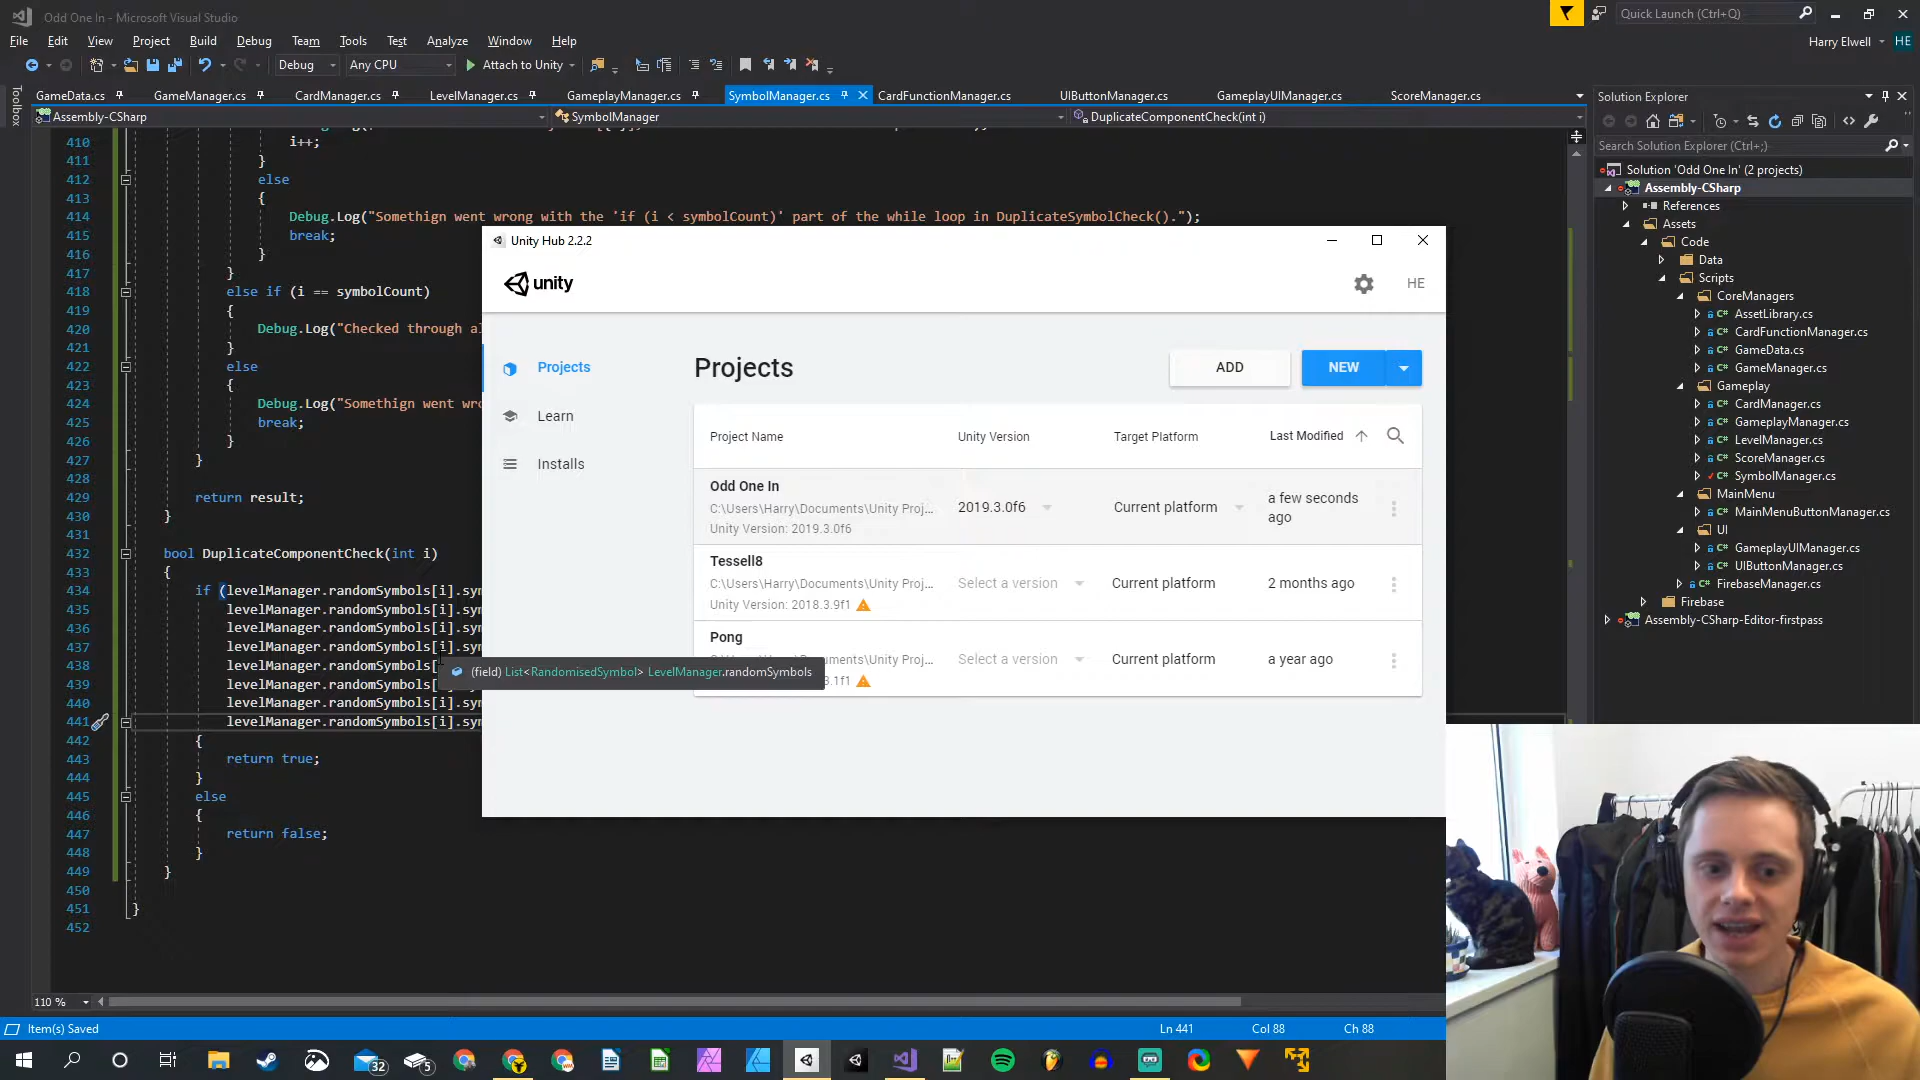 Odd One In - Microsoft Visual Studio
Quick Launch (Ctrl+Q)
File Edit View Project Build Debug Team Tools Test Analyze Window Help
Harry Elwell HE
Debug Any CPU Attach to Unity
Toolbox
GameData.cs GameManager.cs CardManager.cs LevelManager.cs GameplayManager.cs SymbolManager.cs CardFunctionManager.cs UIButtonManager.cs GameplayUIManager.cs ScoreManager.cs
Assembly-CSharp SymbolManager DuplicateComponentCheck(int i)
410 i++;
411 }
412 else
413 {
414 Debug.Log("Somethign went wrong with the 'if (i < symbolCount)' part of the while loop in DuplicateSymbolCheck().");
415 break;
416 }
417 }
418 else if (i == symbolCount)
419 {
420 Debug.Log("Checked through al
421 }
422 else
423 {
424 Debug.Log("Somethign went wro
425 break;
426 }
427 }
428
429 return result;
430 }
431
432 bool DuplicateComponentCheck(int i)
433 {
434 if (levelManager.randomSymbols[i].sym
435 levelManager.randomSymbols[i].sym
436 levelManager.randomSymbols[i].sym
437 levelManager.randomSymbols[i].sym
438 levelManager.randomSymbols[
439 levelManager.randomSymbols[i].sym
440 levelManager.randomSymbols[i].sym
441 levelManager.randomSymbols[i].sym
442 {
443 return true;
444 }
445 else
446 {
447 return false;
448 }
449 }
450
451 }
452
(field) List<RandomisedSymbol> LevelManager.randomSymbols
Unity Hub 2.2.2
unity
HE
Projects
Learn
Installs
Projects
ADD
NEW
Project Name Unity Version Target Platform Last Modified
Odd One In
C:\Users\Harry\Documents\Unity Proj...
Unity Version: 2019.3.0f6
2019.3.0f6 Current platform a few seconds
ago
Tessell8
C:\Users\Harry\Documents\Unity Proj...
Unity Version: 2018.3.9f1
Select a version Current platform 2 months ago
Pong
3.1f1
Select a version Current platform a year ago
Solution Explorer
Search Solution Explorer (Ctrl+;)
Solution 'Odd One In' (2 projects)
Assembly-CSharp
References
Assets
Code
Data
Scripts
CoreManagers
AssetLibrary.cs
CardFunctionManager.cs
GameData.cs
GameManager.cs
Gameplay
CardManager.cs
GameplayManager.cs
LevelManager.cs
ScoreManager.cs
SymbolManager.cs
MainMenu
MainMenuButtonManager.cs
UI
GameplayUIManager.cs
UIButtonManager.cs
FirebaseManager.cs
Firebase
Assembly-CSharp-Editor-firstpass
110 %
Item(s) Saved
Ln 441 Col 88 Ch 88
32 5